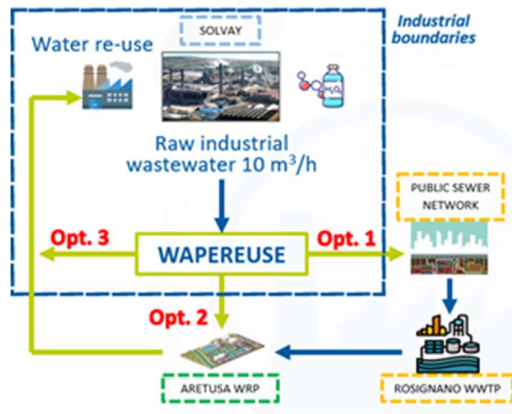 Industrial
boundaries
SOLVAY
Water re-use
H₂O₂
Raw industrial
wastewater 10 m³/h
PUBLIC SEWER
NETWORK
Opt. 3
WAPEREUSE
Opt. 1
Opt. 2
ARETUSA WRP
ROSIGNANO WWTP